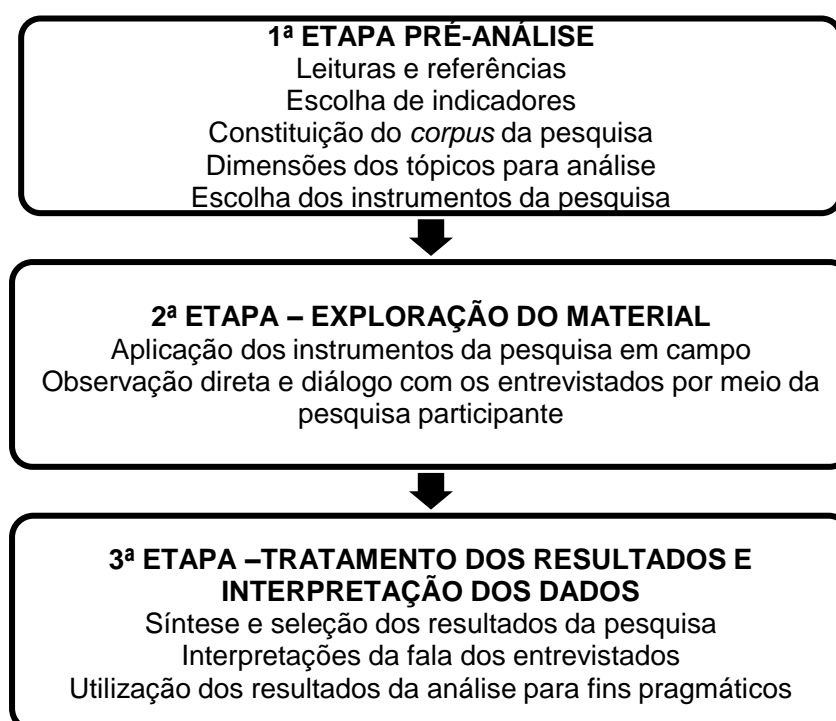 1ª ETAPA PRÉ-ANÁLISE
Leituras e referências
Escolha de indicadores
Constituição do corpus da pesquisa
Dimensões dos tópicos para análise
Escolha dos instrumentos da pesquisa
2ª ETAPA – EXPLORAÇÃO DO MATERIAL
Aplicação dos instrumentos da pesquisa em campo
Observação direta e diálogo com os entrevistados por meio da
pesquisa participante
3ª ETAPA –TRATAMENTO DOS RESULTADOS E
INTERPRETAÇÃO DOS DADOS
Síntese e seleção dos resultados da pesquisa
Interpretações da fala dos entrevistados
Utilização dos resultados da análise para fins pragmáticos